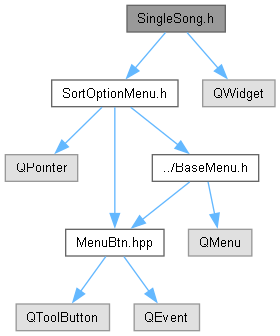 SingleSong.h
SortOptionMenu.h
QWidget
QPointer
../BaseMenu.h
MenuBtn.hpp
QMenu
QToolButton
QEvent